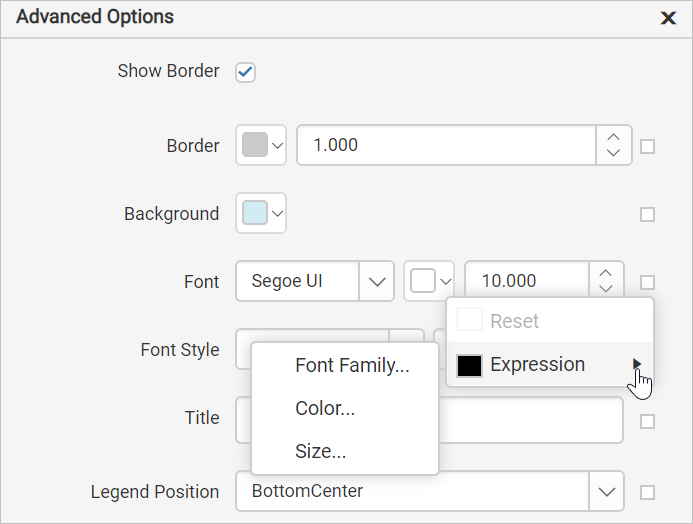 Advanced Options
Show Border
Border 1.000
Background
Font Segoe UI 10.000
Reset
Font Style
Font Family... Expression
Color...
Title
Size...
Legend Position BottomCenter